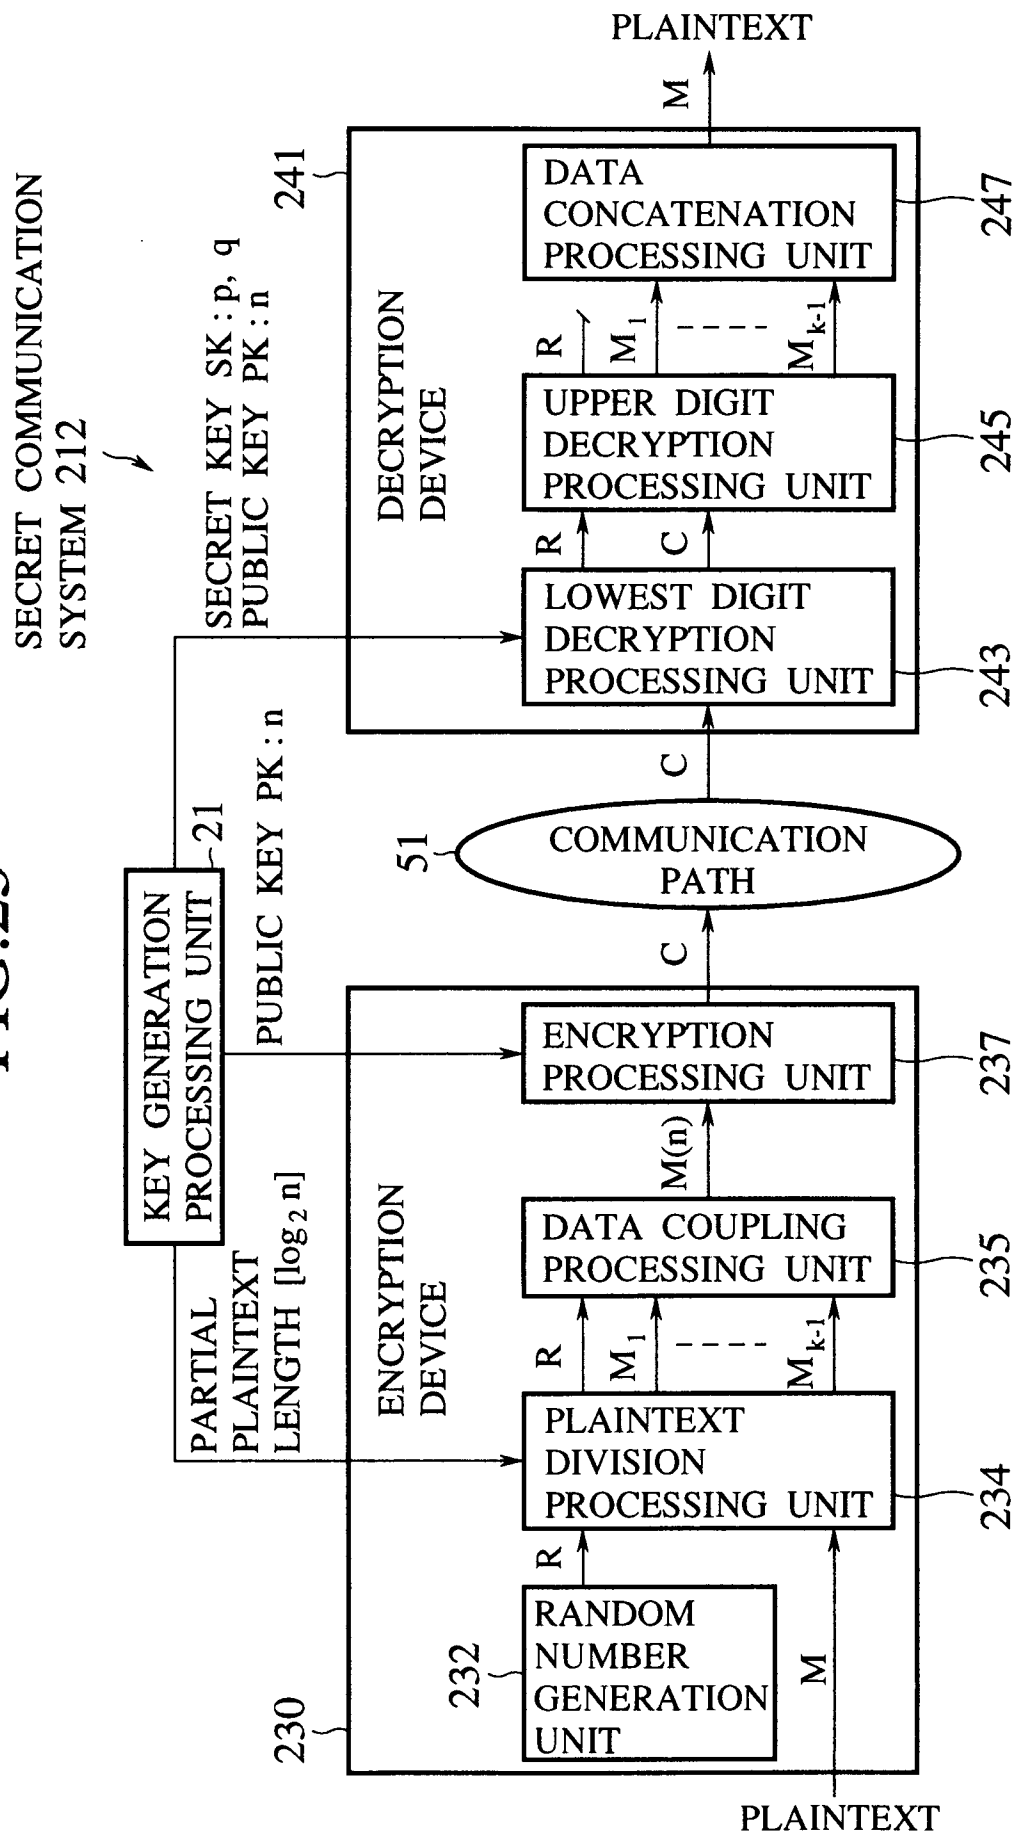 SECRET COMMUNICATION
SYSTEM 212
KEY GENERATION
PROCESSING UNIT
21
PARTIAL
PLAINTEXT
LENGTH [log2 n]
PUBLIC KEY PK : n
SECRET KEY SK : p, q
PUBLIC KEY PK : n
230
ENCRYPTION
DEVICE
232
RANDOM
NUMBER
GENERATION
UNIT
R
PLAINTEXT
M
PLAINTEXT
DIVISION
PROCESSING UNIT
234
R
M1
Mk-1
DATA COUPLING
PROCESSING UNIT
235
M(n)
ENCRYPTION
PROCESSING UNIT
237
C
51
COMMUNICATION
PATH
C
241
DECRYPTION
DEVICE
LOWEST DIGIT
DECRYPTION
PROCESSING UNIT
243
R
C
UPPER DIGIT
DECRYPTION
PROCESSING UNIT
245
R
M1
Mk-1
DATA
CONCATENATION
PROCESSING UNIT
247
M
PLAINTEXT